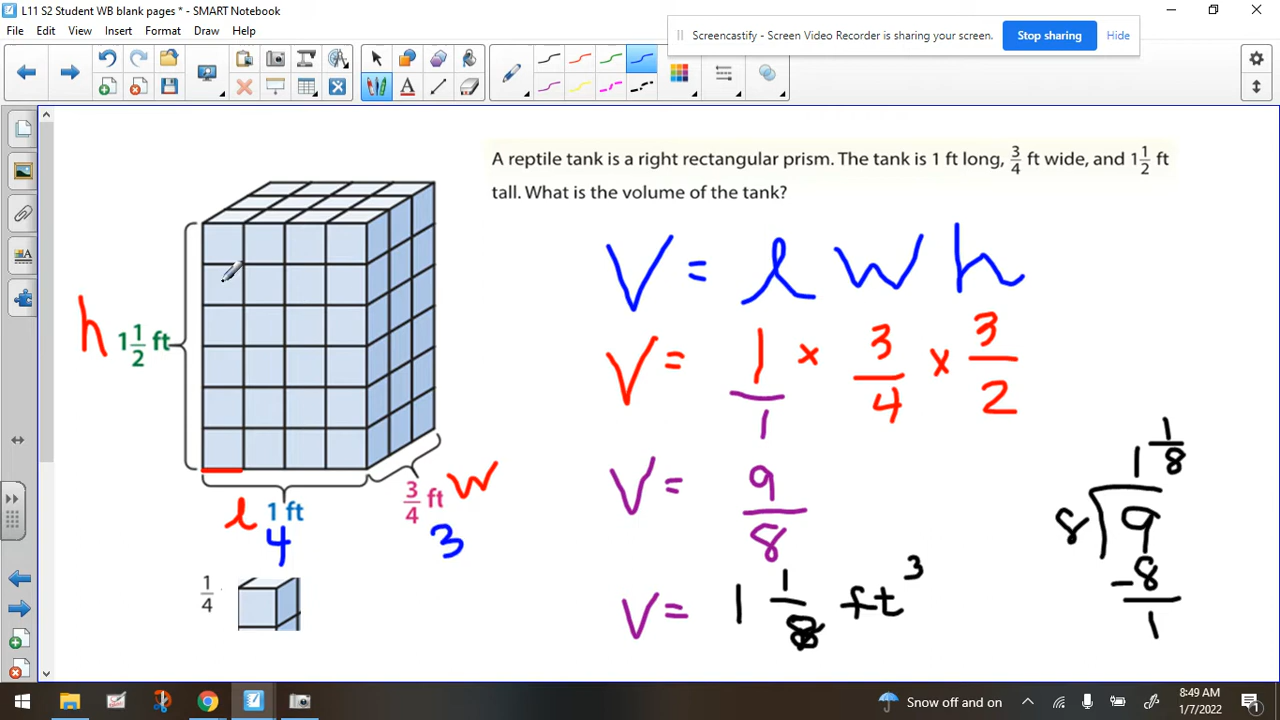 L11 S2 Student WB blank pages * - SMART Notebook
File Edit View Insert Format Draw Help
Screencastify - Screen Video Recorder is sharing your screen. Stop sharing Hide
A reptile tank is a right rectangular prism. The tank is 1 ft long, 3/4 ft wide, and 1 1/2 ft
tall. What is the volume of the tank?
V = l w h
h 1 1/2 ft
V = 1/1 × 3/4 × 3/2
V = 9/8
1 1/8
8 9
-8
1
l 1 ft
3/4 ft W
4
3
1/4
V = 1 1/8 ft³
Snow off and on
8:49 AM
1/7/2022
1